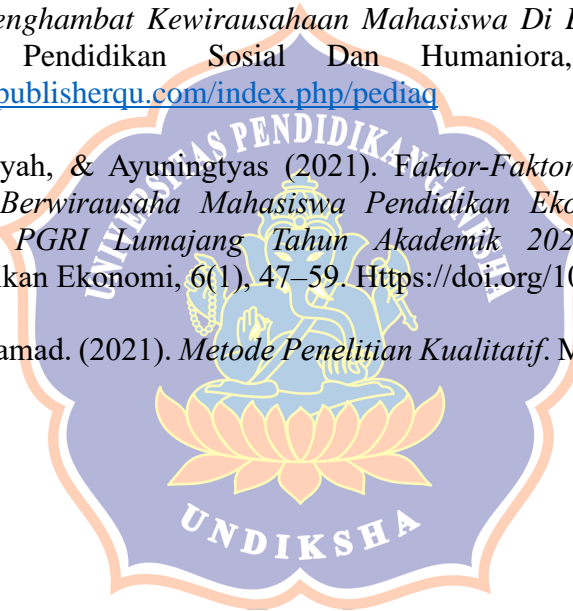 enghambat Kewirausahaan Mahasiswa Di
Pendidikan Sosial Dan Humaniora,
publisherqu.com/index.php/pediaq
yah, & Ayuningtyas (2021). Faktor-Faktor
Berwirausaha Mahasiswa Pendidikan Eko
PGRI Lumajang Tahun Akademik 202
ikan Ekonomi, 6(1), 47–59. Https://doi.org/10
amad. (2021). Metode Penelitian Kualitatif. M
UNIVERSITAS PENDIDIKAN GANESHA
UNDIKSHA